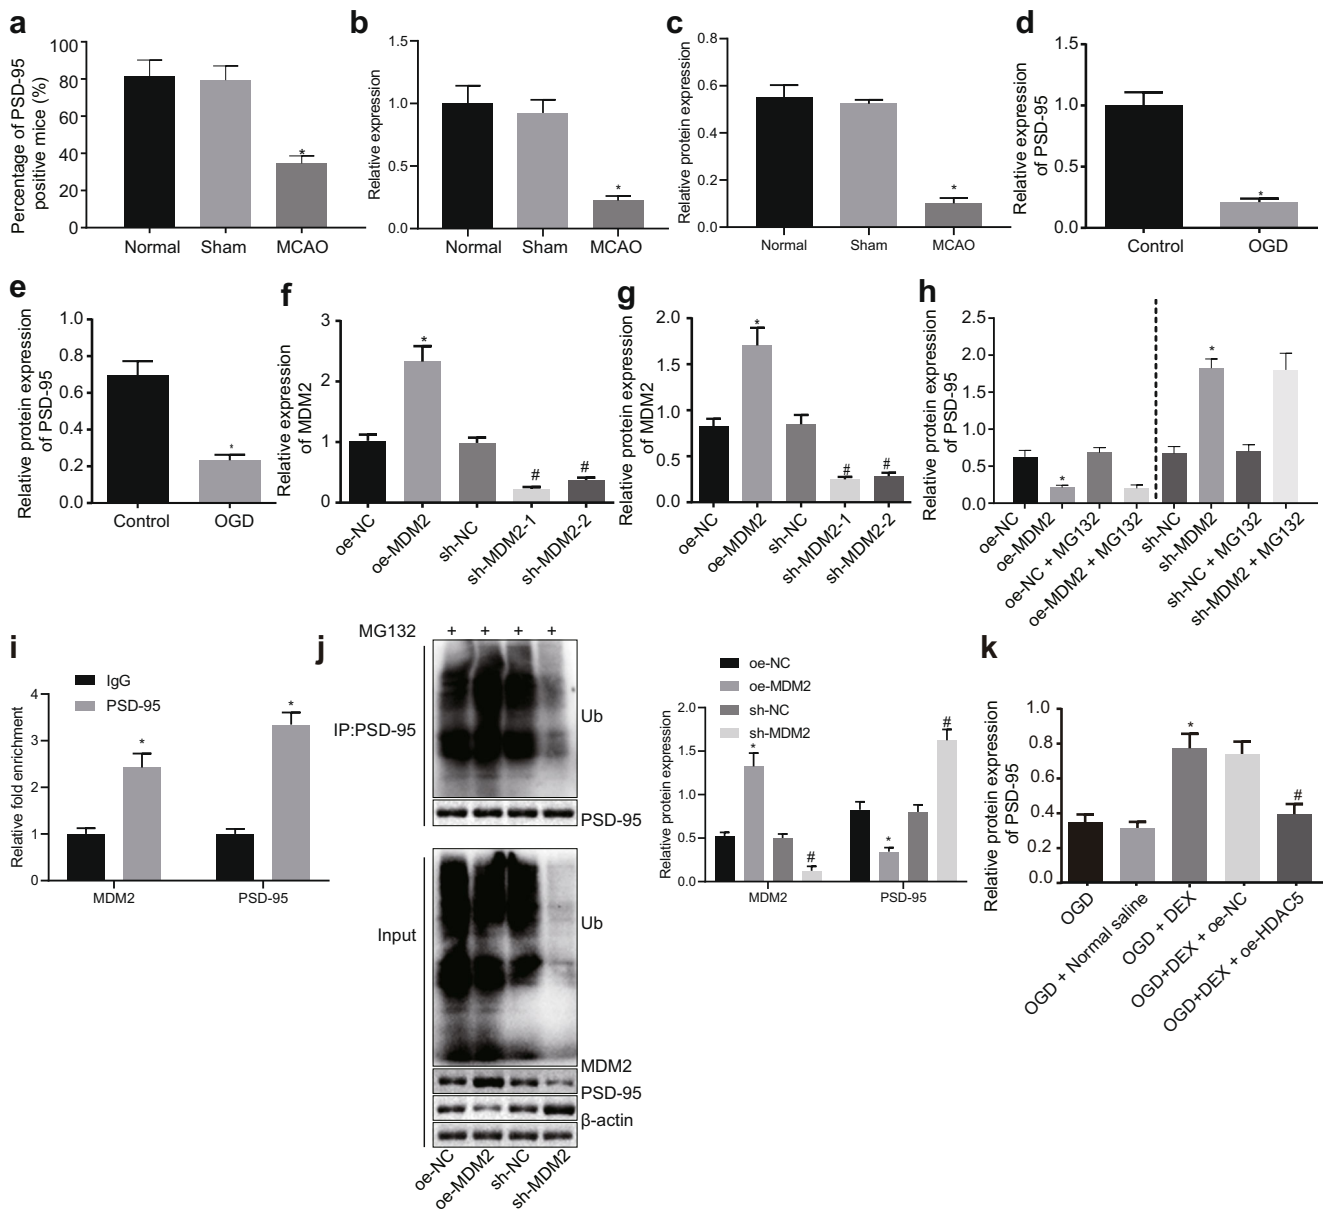 a
Percentage of PSD-95
positive mice (%)
100
80
60
40
20
0
*
Normal Sham MCAO
b
Relative expression
1.5
1.0
0.5
0.0
*
Normal Sham MCAO
c
Relative protein expression
0.8
0.6
0.4
0.2
0.0
*
Normal Sham MCAO
d
Relative expression
of PSD-95
1.5
1.0
0.5
0.0
*
Control OGD
e
Relative protein expression
of PSD-95
1.0
0.8
0.6
0.4
0.2
0.0
*
Control OGD
f
Relative expression
of MDM2
3
2
1
0
*
#
#
oe-NC
oe-MDM2
sh-NC
sh-MDM2-1
sh-MDM2-2
g
Relative protein expression
of MDM2
2.0
1.5
1.0
0.5
0.0
*
#
#
oe-NC
oe-MDM2
sh-NC
sh-MDM2-1
sh-MDM2-2
h
Relative protein expression
of PSD-95
2.5
2.0
1.5
1.0
0.5
0.0
*
*
oe-NC
oe-MDM2
oe-NC + MG132
oe-MDM2 + MG132
sh-NC
sh-MDM2
sh-NC + MG132
sh-MDM2 + MG132
i
IgG
PSD-95
Relative fold enrichment
4
3
2
1
0
*
*
MDM2 PSD-95
j
MG132 + + + +
IP:PSD-95
Ub
PSD-95
Input
Ub
MDM2
PSD-95
β-actin
oe-NC
oe-MDM2
sh-NC
sh-MDM2
oe-NC
oe-MDM2
sh-NC
sh-MDM2
Relative protein expression
2.0
1.5
1.0
0.5
0.0
*
#
*
#
MDM2 PSD-95
k
Relative protein expression
of PSD-95
1.0
0.8
0.6
0.4
0.2
0.0
*
#
OGD
OGD + Normal saline
OGD + DEX
OGD+DEX + oe-NC
OGD+DEX + oe-HDAC5